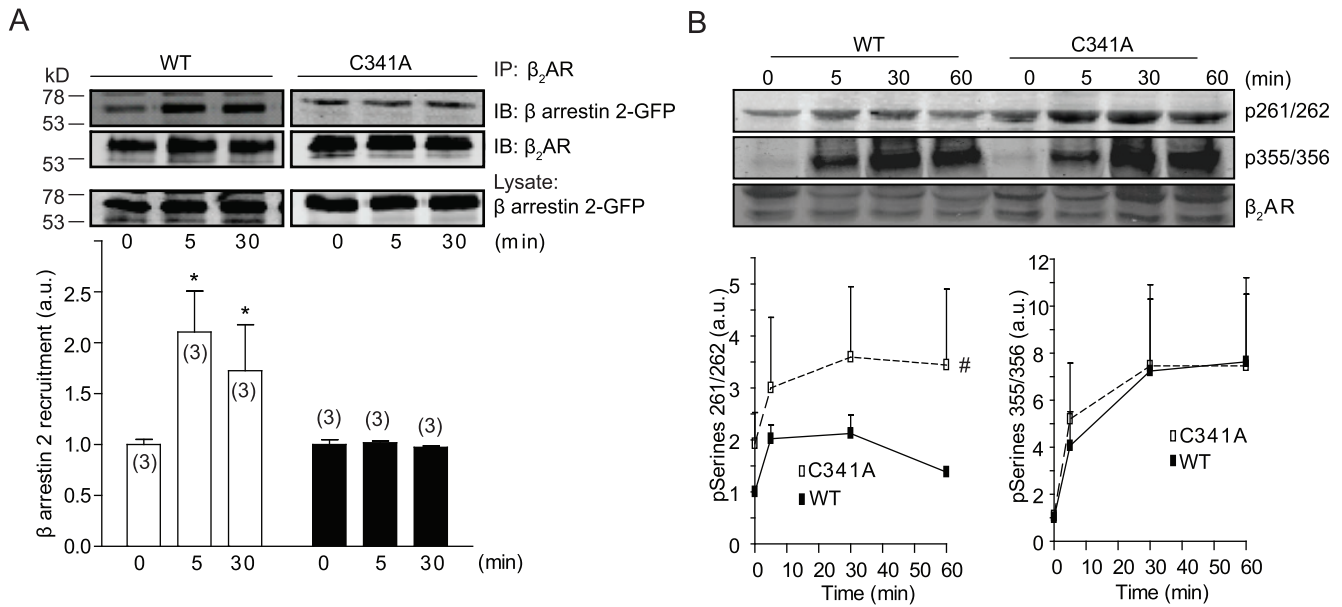 A
WT
C341A
IP: β₂AR
kD
78
53
IB: β arrestin 2-GFP
53
IB: β₂AR
Lysate:
78
53
β arrestin 2-GFP
0 5 30 0 5 30 (min)
β arrestin 2 recruitment (a.u.)
2.5
2.0
1.5
1.0
0.5
0.0
*
*
(3)
(3)
(3)
(3)
(3)
(3)
0 5 30 0 5 30 (min)
B
WT
C341A
0 5 30 60 0 5 30 60 (min)
p261/262
p355/356
β₂AR
pSerines 261/262 (a.u.)
5
4
3
2
1
0
#
C341A
WT
0 10 20 30 40 50 60
Time (min)
pSerines 355/356 (a.u.)
12
10
8
6
4
2
0
C341A
WT
0 10 20 30 40 50 60
Time (min)